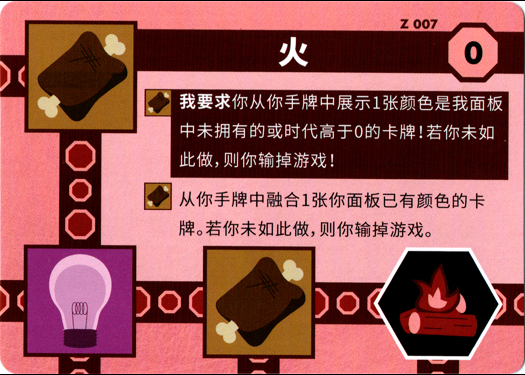 Z 007
火
0
我要求你从你手牌中展示1张颜色是我面板
中未拥有的或时代高于0的卡牌！若你未如
此做，则你输掉游戏！
从你手牌中融合1张你面板已有颜色的卡
牌。若你未如此做，则你输掉游戏。